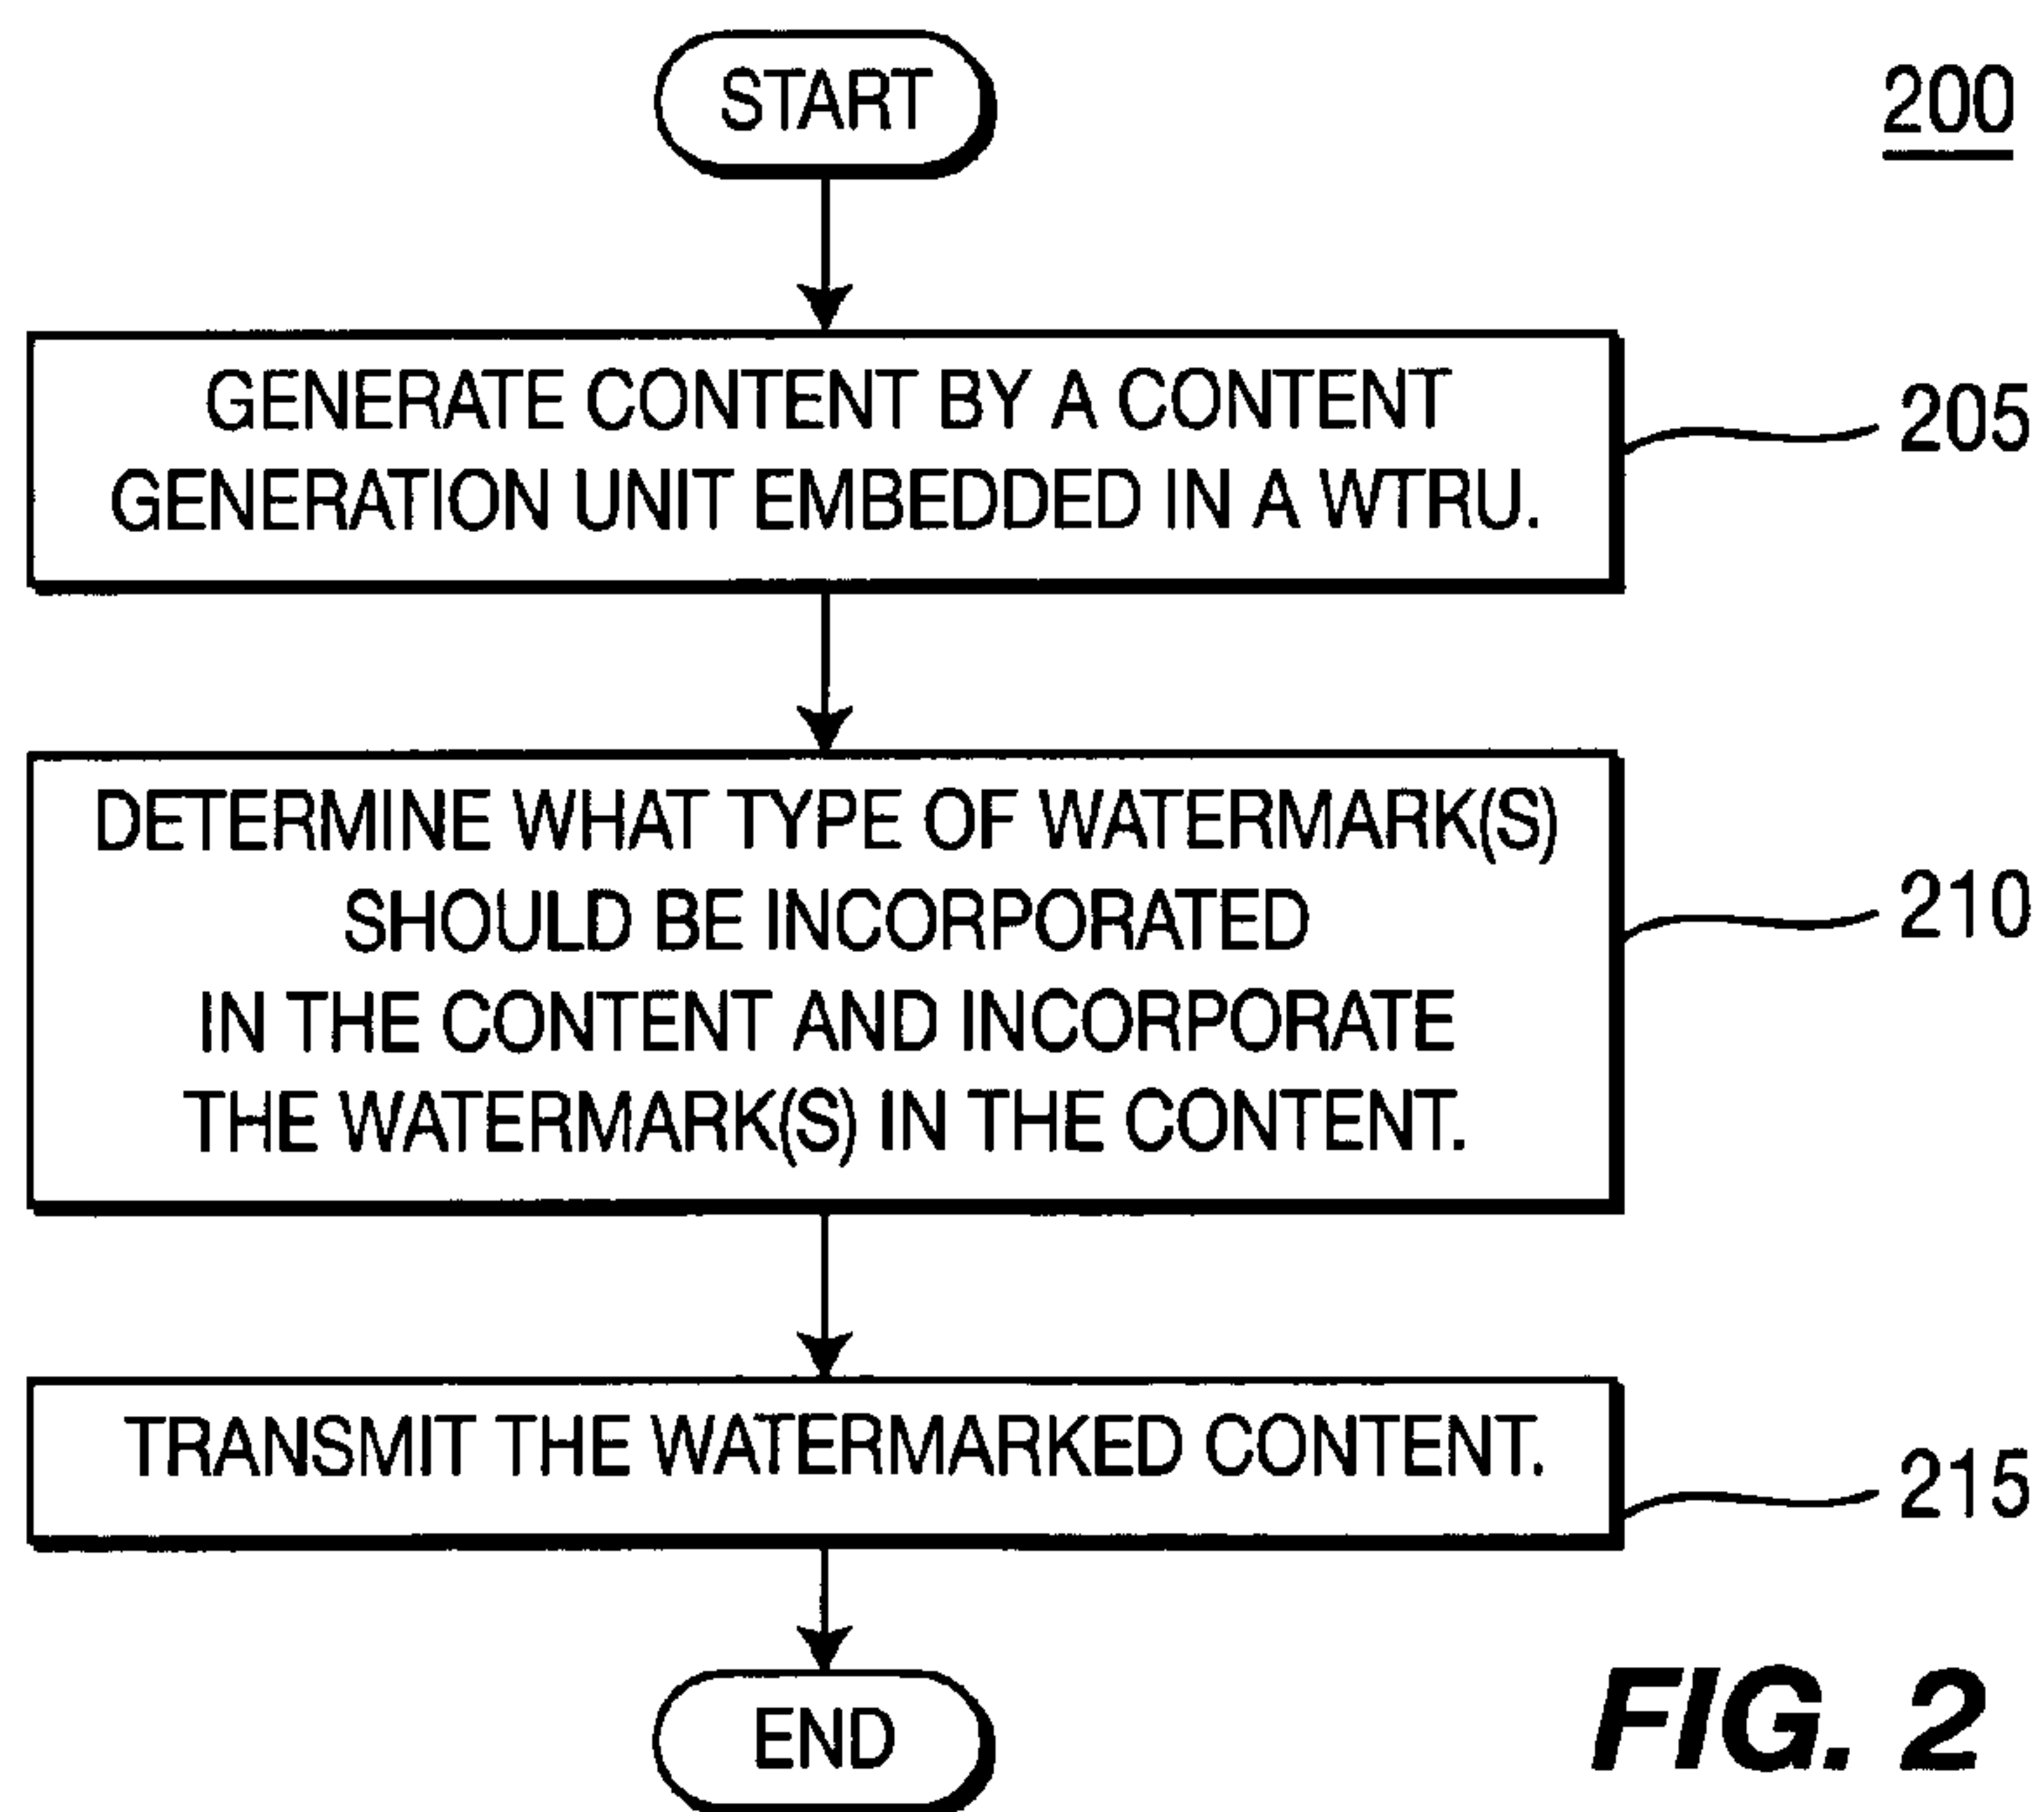 START
200
GENERATE CONTENT BY A CONTENT
GENERATION UNIT EMBEDDED IN A WTRU.
205
DETERMINE WHAT TYPE OF WATERMARK(S)
SHOULD BE INCORPORATED
IN THE CONTENT AND INCORPORATE
THE WATERMARK(S) IN THE CONTENT.
210
TRANSMIT THE WATERMARKED CONTENT.
215
END
FIG. 2